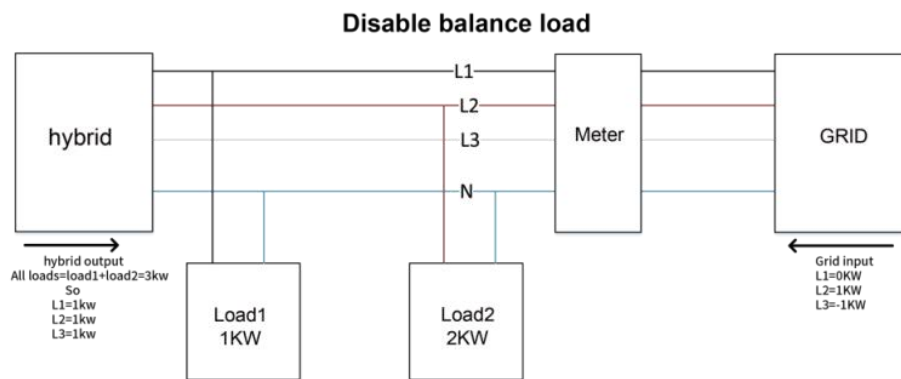 Disable balance load
L1
L2
L3
N
hybrid
Meter
GRID
hybrid output
All loads=load1+load2=3kw
So
L1=1kw
L2=1kw
L3=1kw
Load1
1KW
Load2
2KW
Grid input
L1=0KW
L2=1KW
L3=-1KW